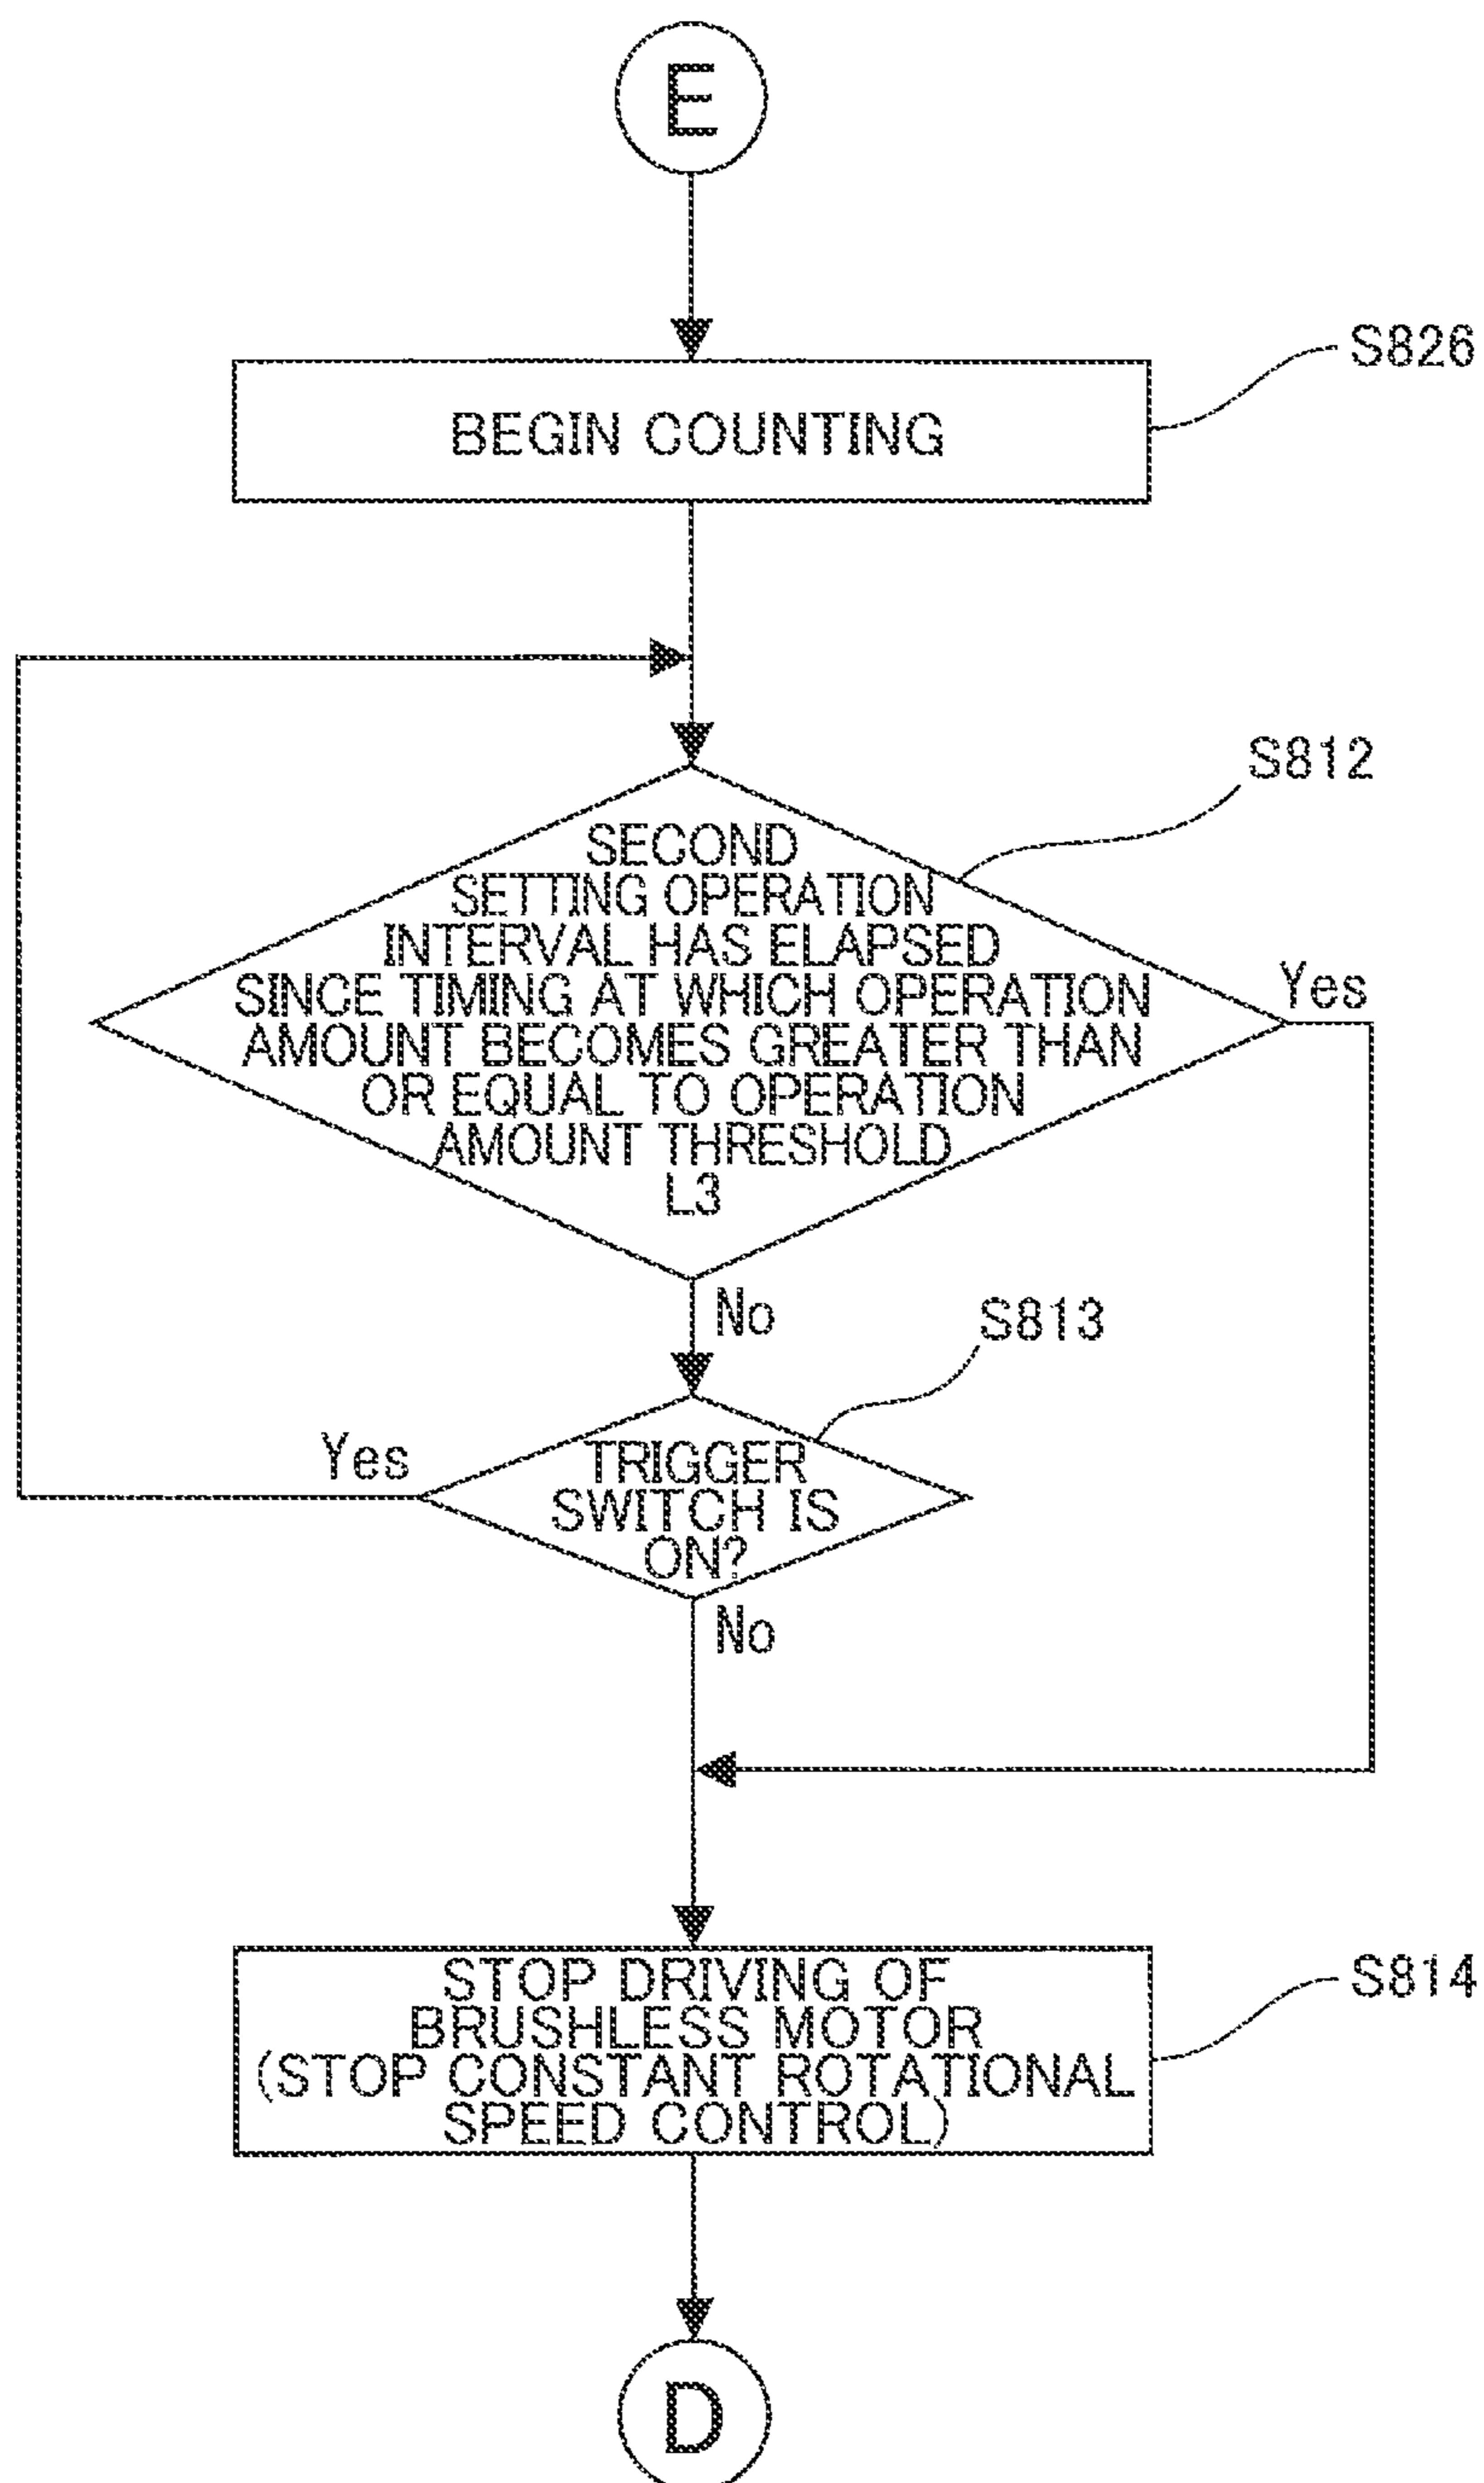 E
BEGIN COUNTING
S826
SECOND
SETTING OPERATION
INTERVAL HAS ELAPSED
SINCE TIMING AT WHICH OPERATION
AMOUNT BECOMES GREATER THAN
OR EQUAL TO OPERATION
AMOUNT THRESHOLD
L3
S812
Yes
No
S813
TRIGGER
SWITCH IS
ON?
Yes
No
STOP DRIVING OF
BRUSHLESS MOTOR
(STOP CONSTANT ROTATIONAL
SPEED CONTROL)
S814
D